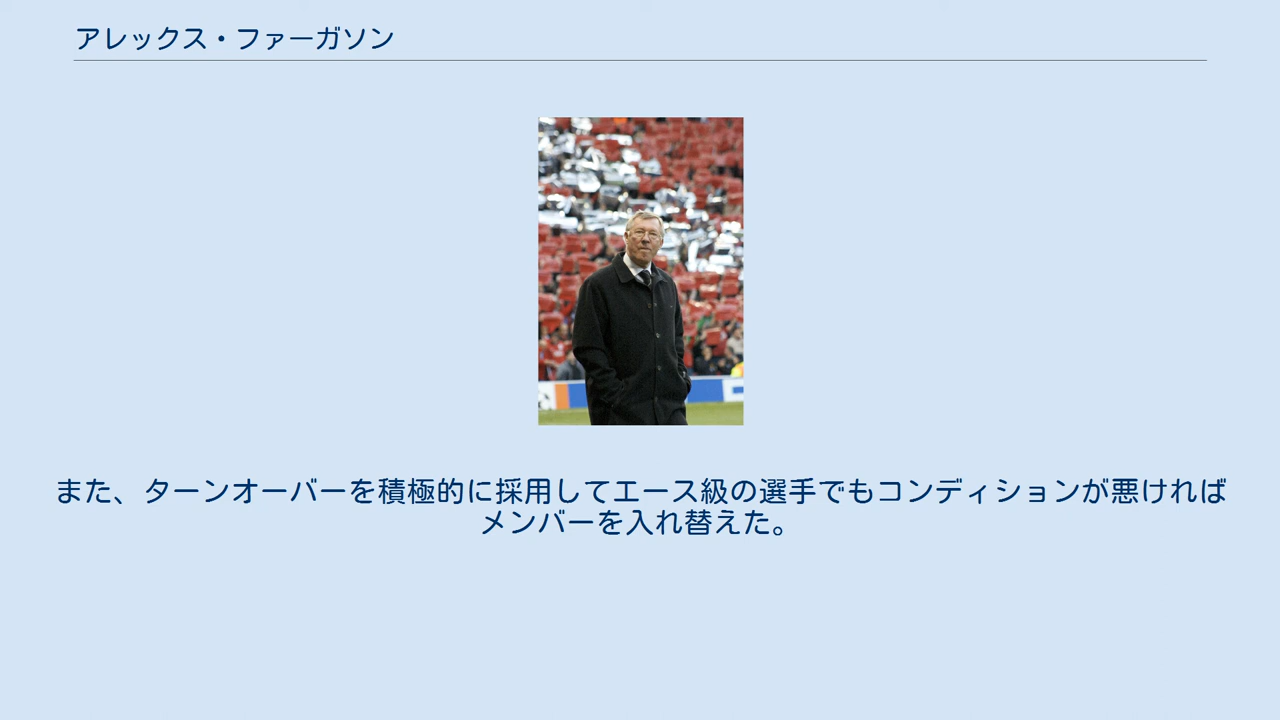 アレックス・ファーガソン
また、ターンオーバーを積極的に採用してエース級の選手でもコンディションが悪ければ
メンバーを入れ替えた。